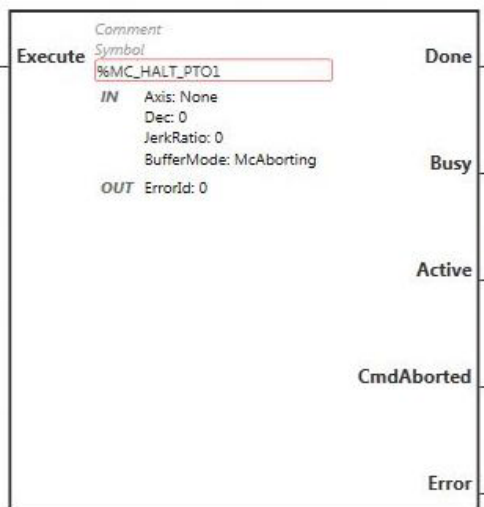 Comment
Execute Symbol Done
%MC_HALT_PTO1
IN Axis: None
Dec: 0
JerkRatio: 0
BufferMode: McAborting Busy
OUT ErrorId: 0
Active
CmdAborted
Error